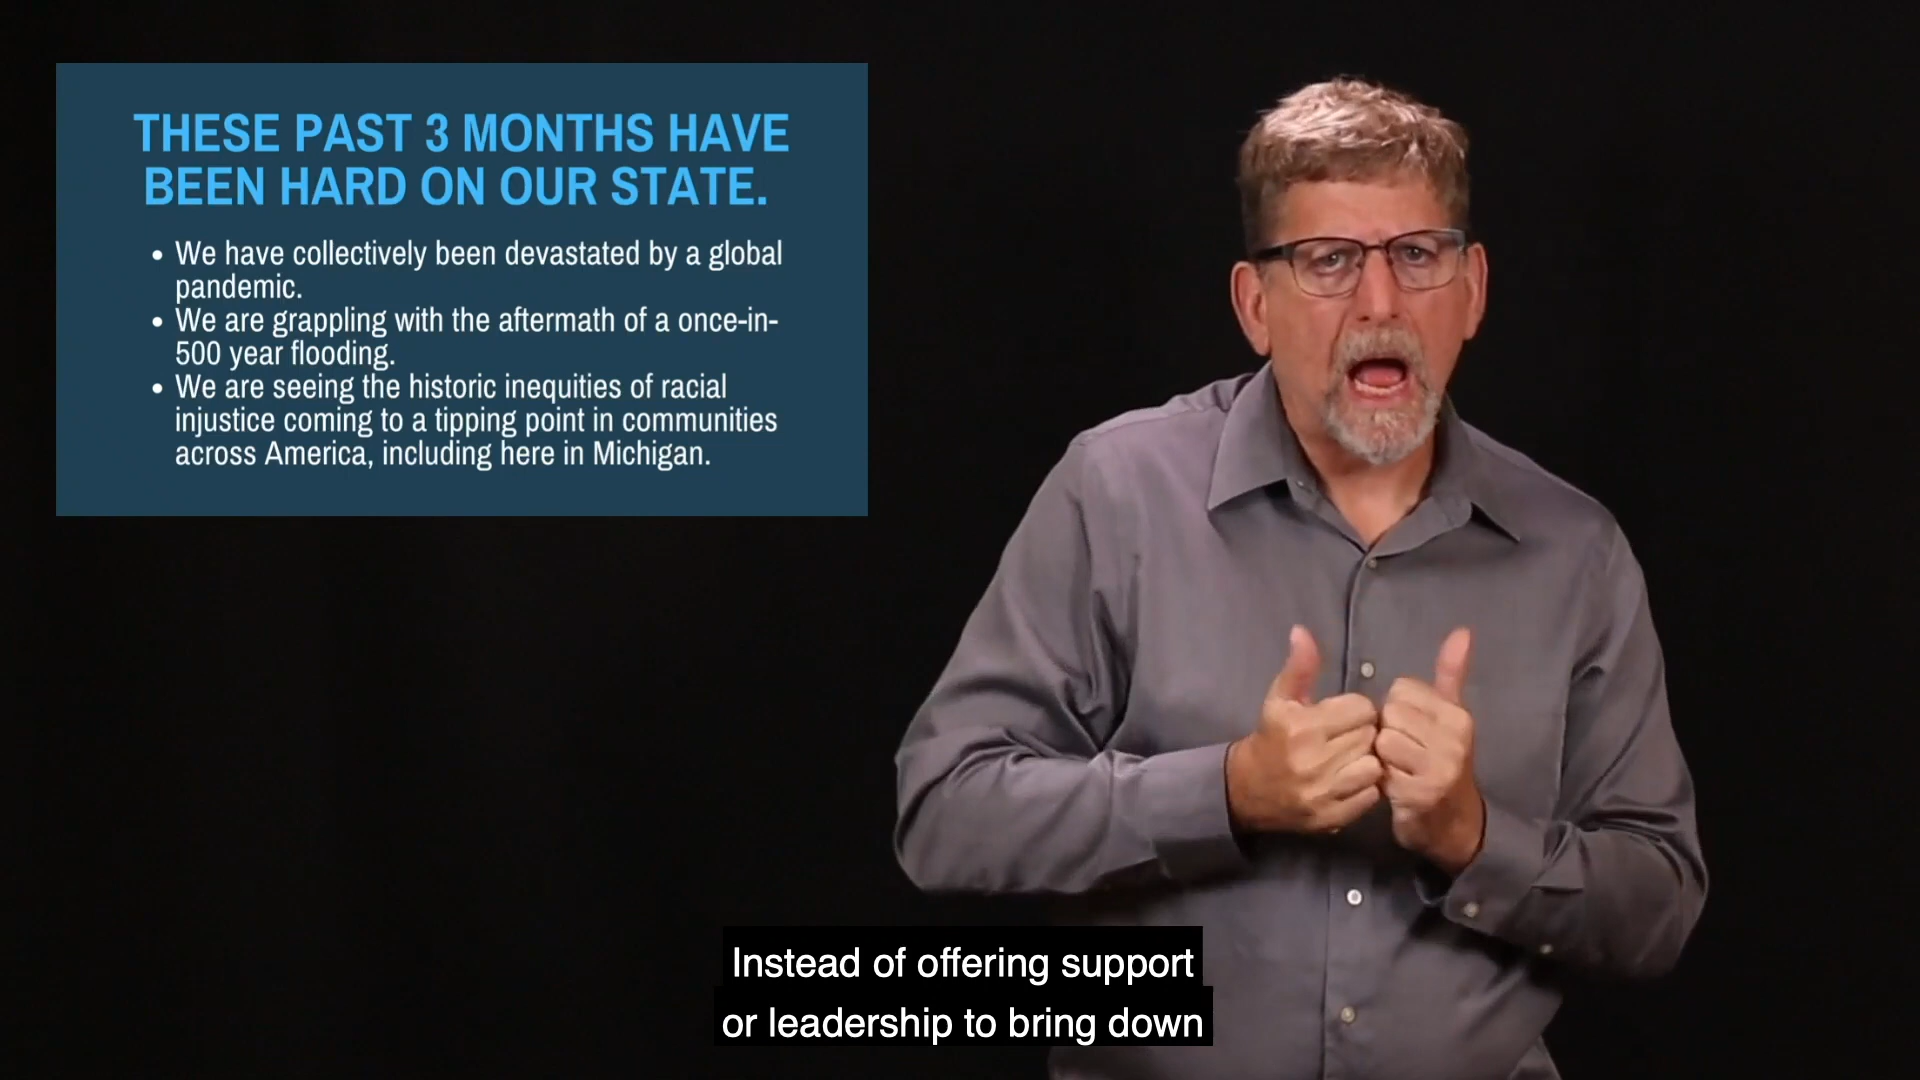 THESE PAST 3 MONTHS HAVE
BEEN HARD ON OUR STATE.
• We have collectively been devastated by a global
pandemic.
• We are grappling with the aftermath of a once-in-
500 year flooding.
• We are seeing the historic inequities of racial
injustice coming to a tipping point in communities
across America, including here in Michigan.
Instead of offering support
or leadership to bring down